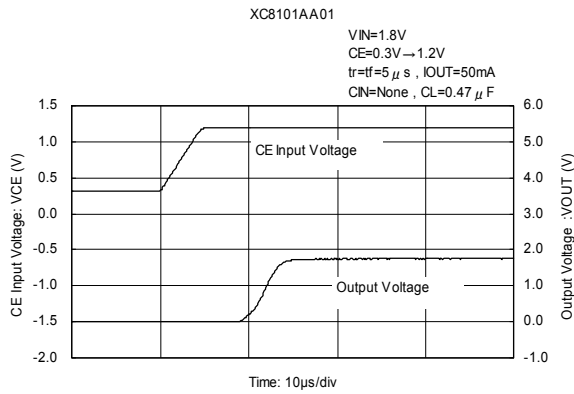 XC8101AA01
VIN=1.8V
CE=0.3V→1.2V
tr=tf=5 μ s , IOUT=50mA
CIN=None , CL=0.47 μ F
1.5
1.0
0.5
0.0
-0.5
-1.0
-1.5
-2.0
CE Input Voltage: VCE (V)
CE Input Voltage
Output Voltage
6.0
5.0
4.0
3.0
2.0
1.0
0.0
-1.0
Output Voltage :VOUT (V)
Time: 10μs/div